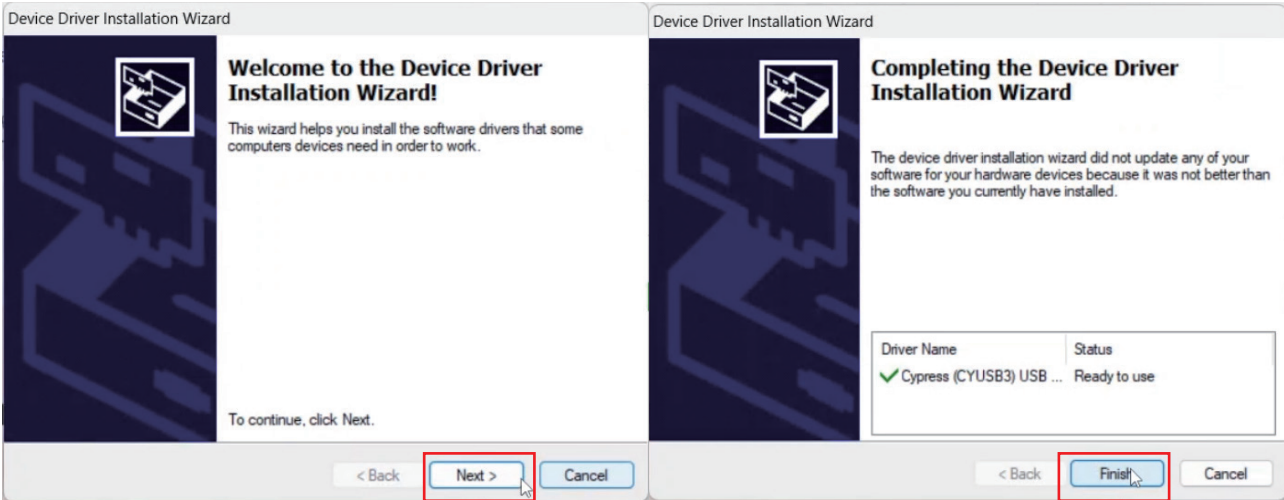 Device Driver Installation Wizard
Welcome to the Device Driver
Installation Wizard!
This wizard helps you install the software drivers that some
computers devices need in order to work.
To continue, click Next.
< Back
Next >
Cancel
Device Driver Installation Wizard
Completing the Device Driver
Installation Wizard
The device driver installation wizard did not update any of your
software for your hardware devices because it was not better than
the software you currently have installed.
Driver Name
Status
Cypress (CYUSB3) USB ...
Ready to use
< Back
Finish
Cancel